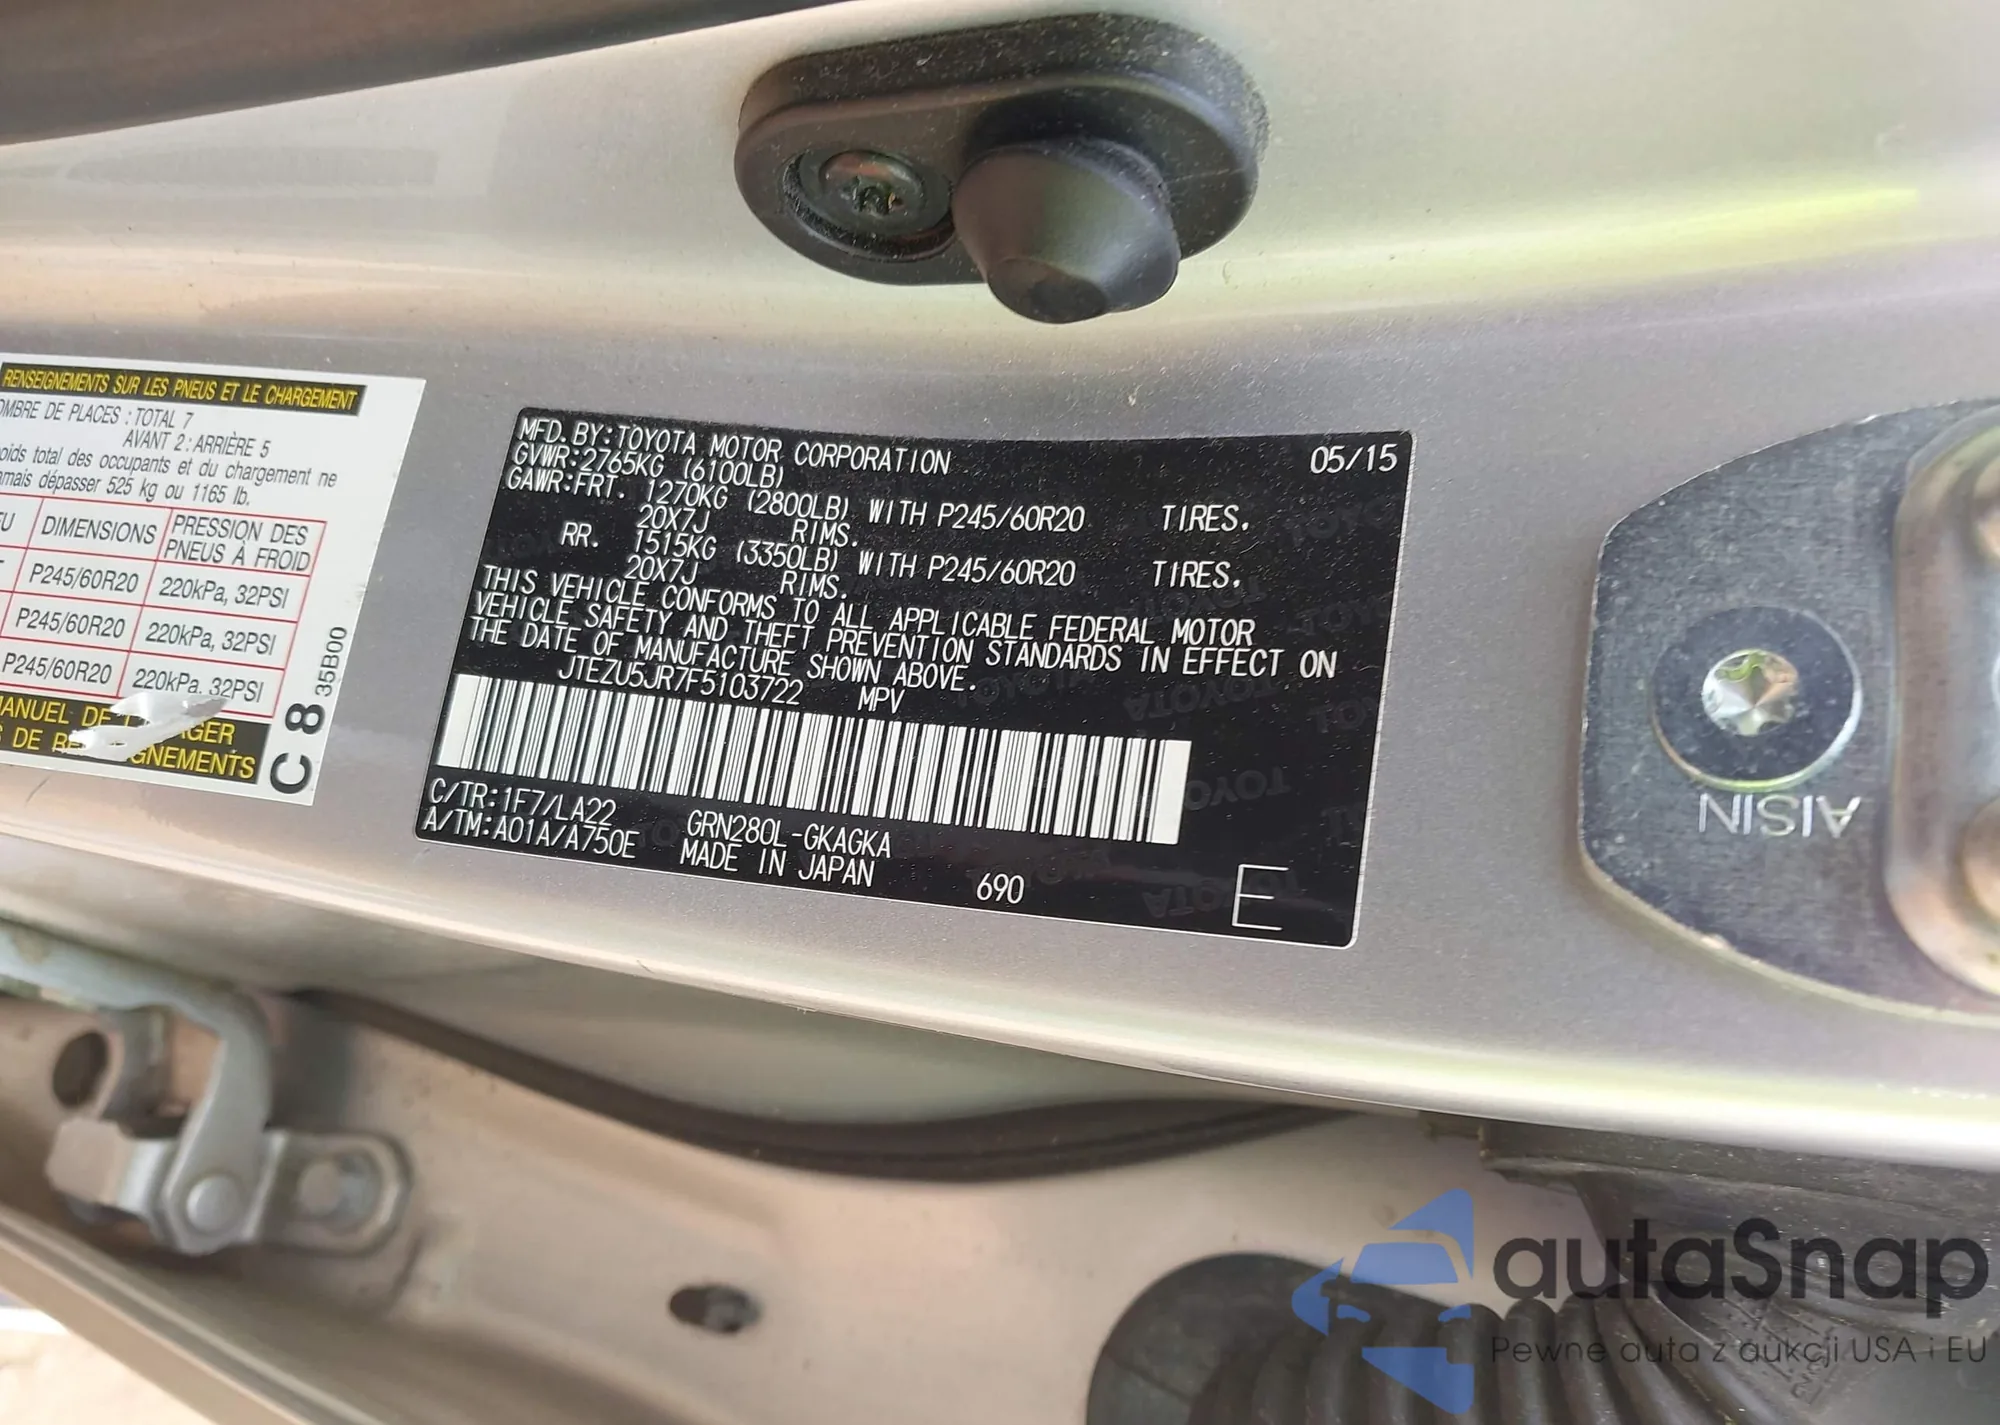 RENSEIGNEMENTS SUR LES PNEUS ET LE CHARGEMENT
OMBRE DE PLACES : TOTAL 7
AVANT 2 : ARRIÈRE 5
oids total des occupants et du chargement ne
amais dépasser 525 kg ou 1165 lb.
EU DIMENSIONS PRESSION DES PNEUS À FROID
T P245/60R20 220kPa, 32PSI
P245/60R20 220kPa, 32PSI
P245/60R20 220kPa, 32PSI
MANUEL DE GER
S DE GNEMENTS
C 8 35B00
MFD. BY:TOYOTA MOTOR CORPORATION 05/15
GVWR:2765KG (6100LB)
GAWR:FRT. 1270KG (2800LB) WITH P245/60R20 TIRES.
20X7J RIMS.
RR. 1515KG (3350LB) WITH P245/60R20 TIRES.
20X7J RIMS.
THIS VEHICLE CONFORMS TO ALL APPLICABLE FEDERAL MOTOR
VEHICLE SAFETY AND THEFT PREVENTION STANDARDS IN EFFECT ON
THE DATE OF MANUFACTURE SHOWN ABOVE.
JTEZU5JR7F5103722 MPV
C/TR:1F7/LA22 GRN280L-GKAGKA
A/TM:A01A/A750E MADE IN JAPAN 690 E
AISIN
autaSnap
Pewne auta z aukcji USA i EU